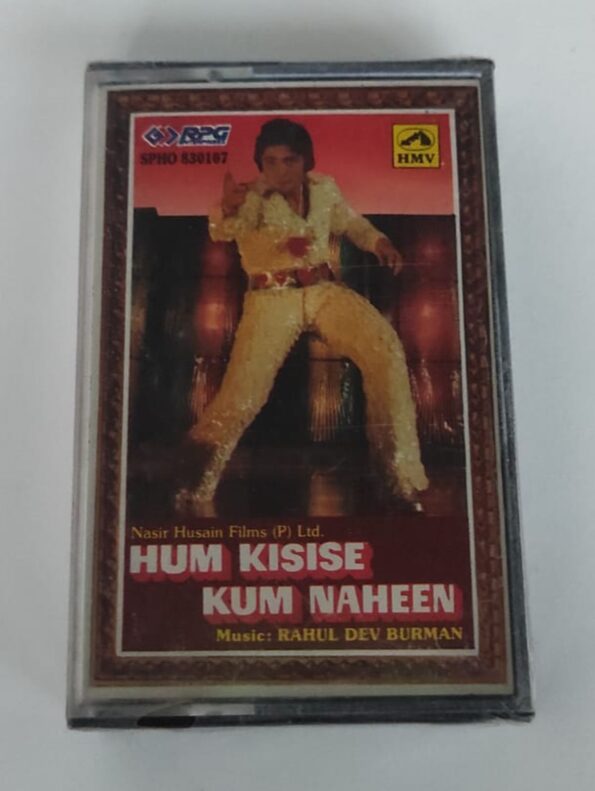 RPG
SPHO 830107
HMV
Nasir Husain Films (P) Ltd.
HUM KISISE
KUM NAHEEN
Music: RAHUL DEV BURMAN